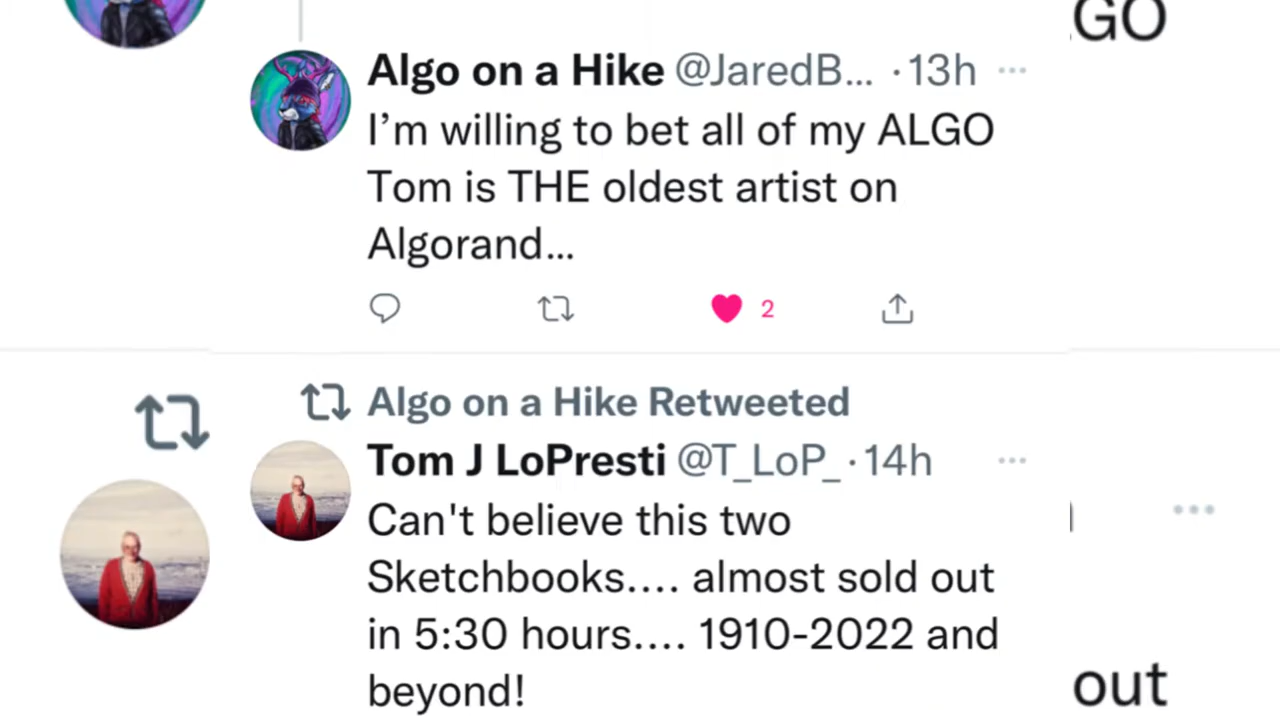 GO
Algo on a Hike @JaredB... · 13h ...
I’m willing to bet all of my ALGO
Tom is THE oldest artist on
Algorand...
2
Algo on a Hike Retweeted
Tom J LoPresti @T_LoP_ · 14h ...
Can't believe this two
Sketchbooks.... almost sold out
in 5:30 hours.... 1910-2022 and
beyond!
out